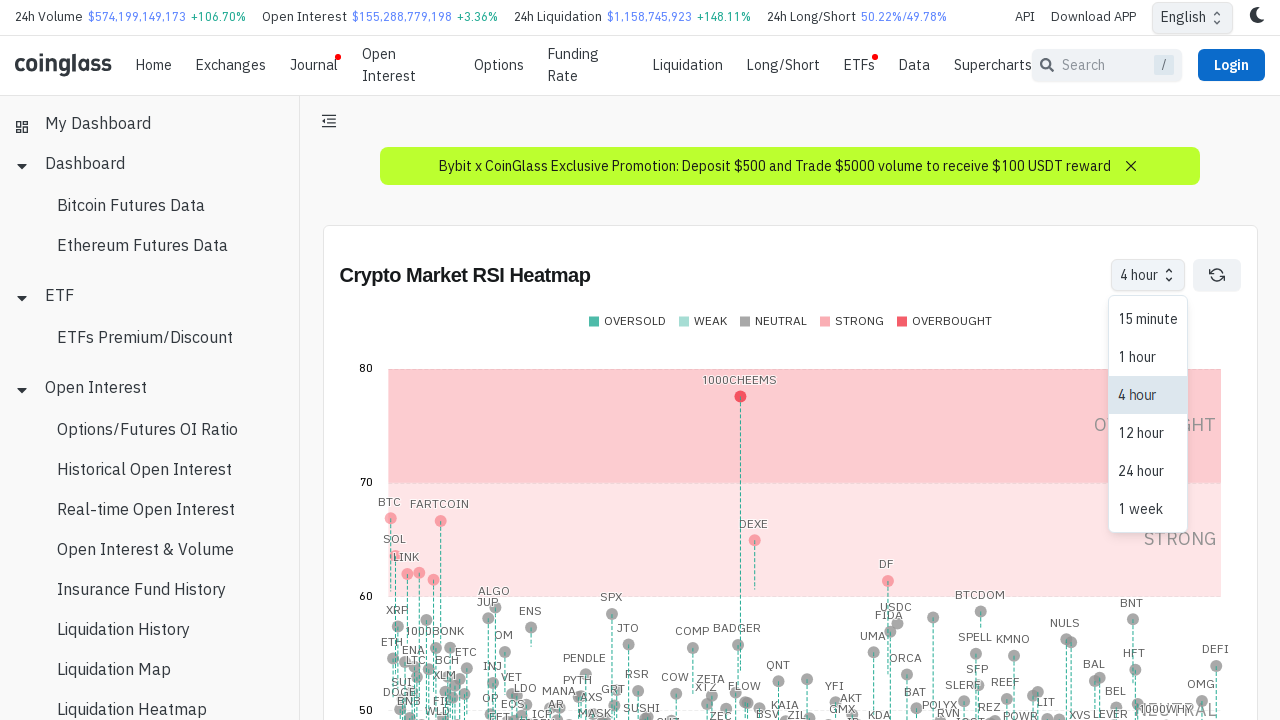 24h Volume $574,199,149,173 +106.70% Open Interest $155,288,779,198 +3.36% 24h Liquidation $1,158,745,923 +148.11% 24h Long/Short 50.22%/49.78% API Download APP English
coinglass Home Exchanges Journal Open Interest Options Funding Rate Liquidation Long/Short ETFs Data Supercharts Search / Login
My Dashboard
Dashboard
Bitcoin Futures Data
Ethereum Futures Data
ETF
ETFs Premium/Discount
Open Interest
Options/Futures OI Ratio
Historical Open Interest
Real-time Open Interest
Open Interest & Volume
Insurance Fund History
Liquidation History
Liquidation Map
Liquidation Heatmap
Bybit x CoinGlass Exclusive Promotion: Deposit $500 and Trade $5000 volume to receive $100 USDT reward
Crypto Market RSI Heatmap
4 hour
15 minute
1 hour
4 hour
12 hour
24 hour
1 week
OVERSOLD WEAK NEUTRAL STRONG OVERBOUGHT
80
1000CHEEMS
70
BTC FARTCOIN
DEXE
SOL
STRONG
LINK
DF
60
ALGO
BTCDOM
SPX
JUP
BNT
USDC
XRP
ENS
FIDA
NULS
JTO
1000BONK
COMP BADGER
OM
UMA
SPELL KMNO
ETH
ENA
DEFI
ETC
HFT
LTC BCH
PENDLE
ORCA
INJ
QNT
BAL
SFP
XLM
VET
PYTH
RSR
COW
ZETA
SUI
REEF
SLERF
OMG
DOGE
LDO
MANA
GRT
XTZ
FLOW
YFI
BAT
BEL
BNB
OP
EOS
AXS
SUSHI
KAIA
AKT
GMX
POLYX
REZ
LIT
50
WLD
ICP
MASK
ZEC
BSV
ZIL
KDA
RVN
POWR
XVS
LEVER